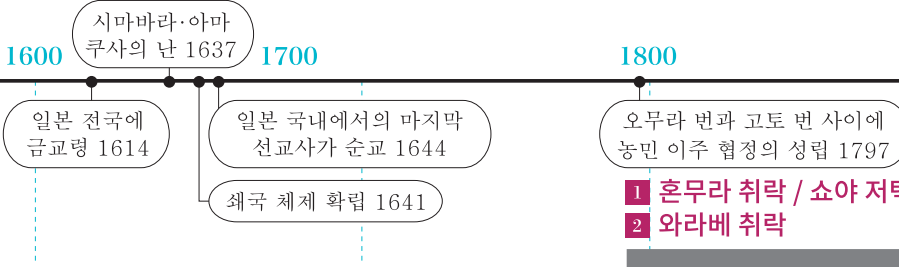 시마바라·아마
쿠사의 난 1637
1600
1700
1800
일본 전국에
금교령 1614
일본 국내에서의 마지막
선교사가 순교 1644
오무라 번과 고토 번 사이에
농민 이주 협정의 성립 1797
쇄국 체제 확립 1641
1 혼무라 취락 / 쇼야 저택
2 와라베 취락